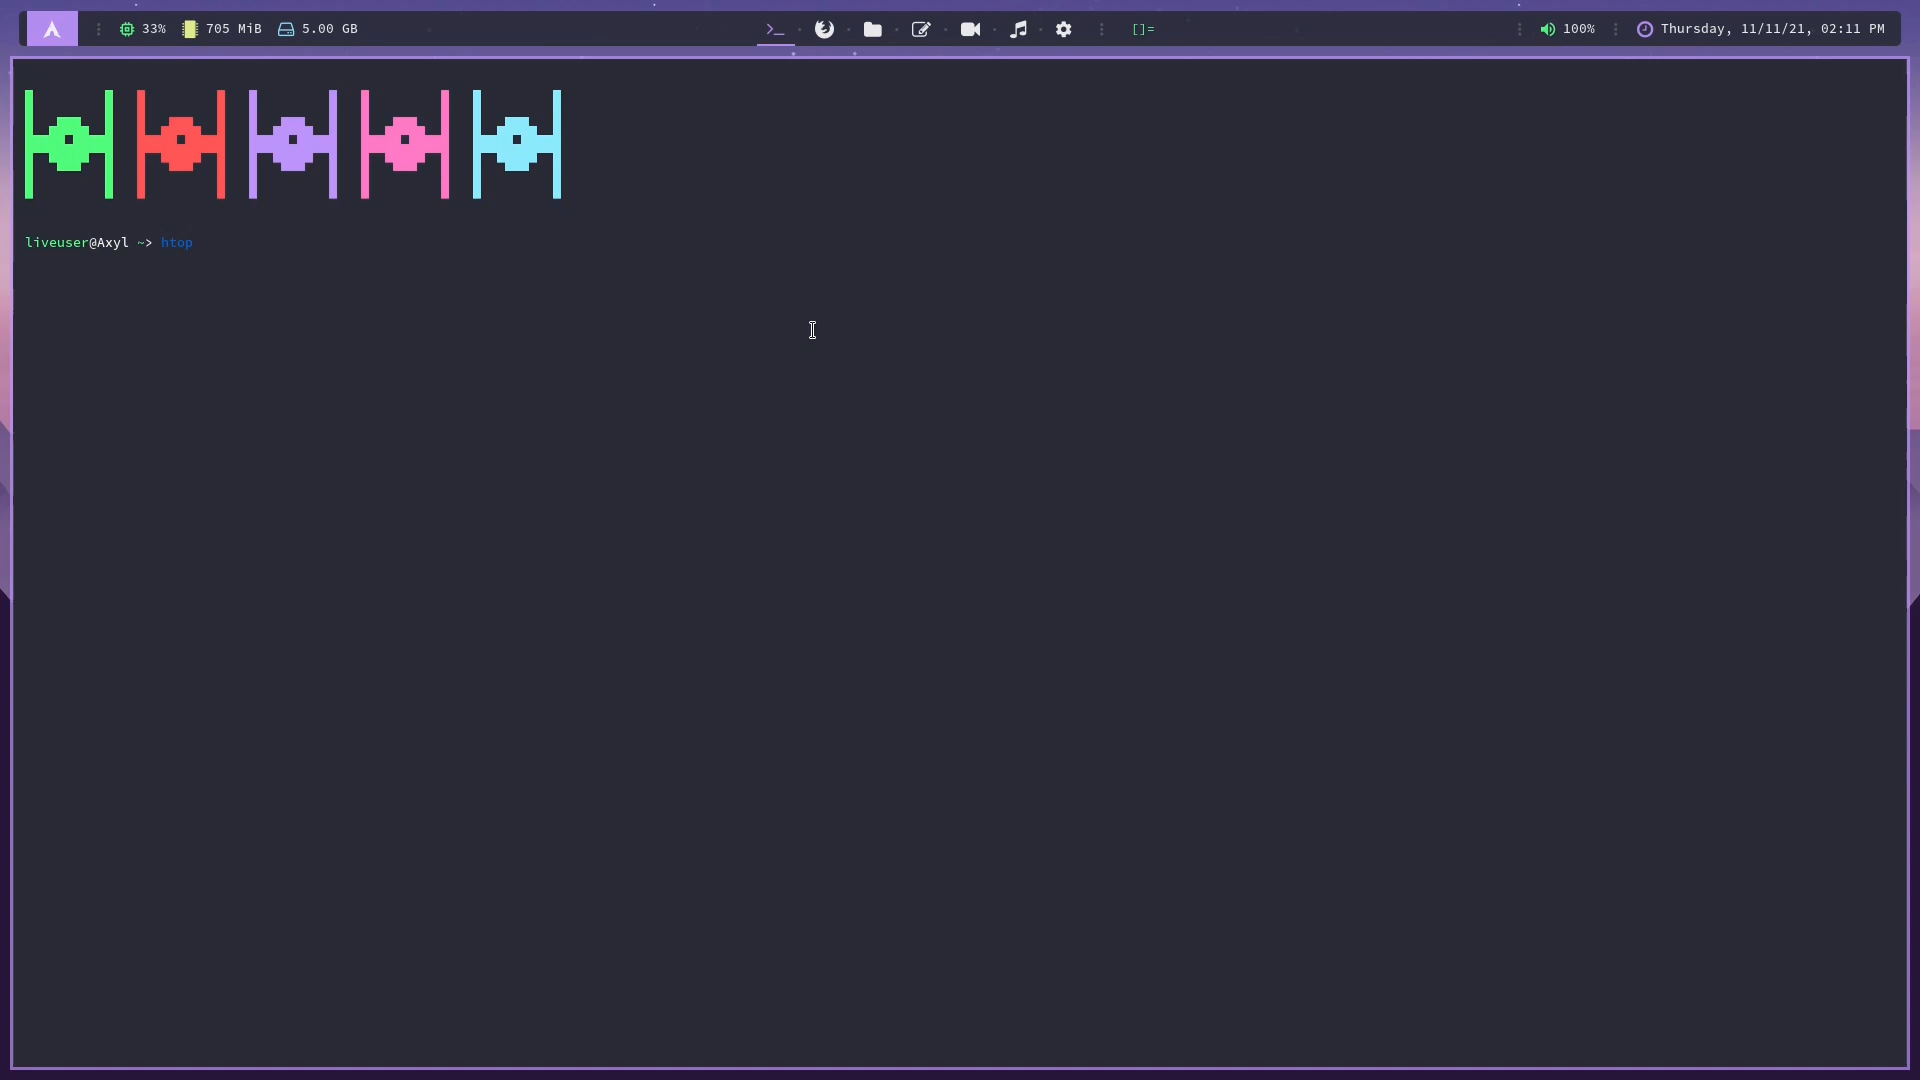 33% 705 MiB 5.00 GB >_ []= 100% Thursday, 11/11/21, 02:11 PM
liveuser@Axyl ~> htop